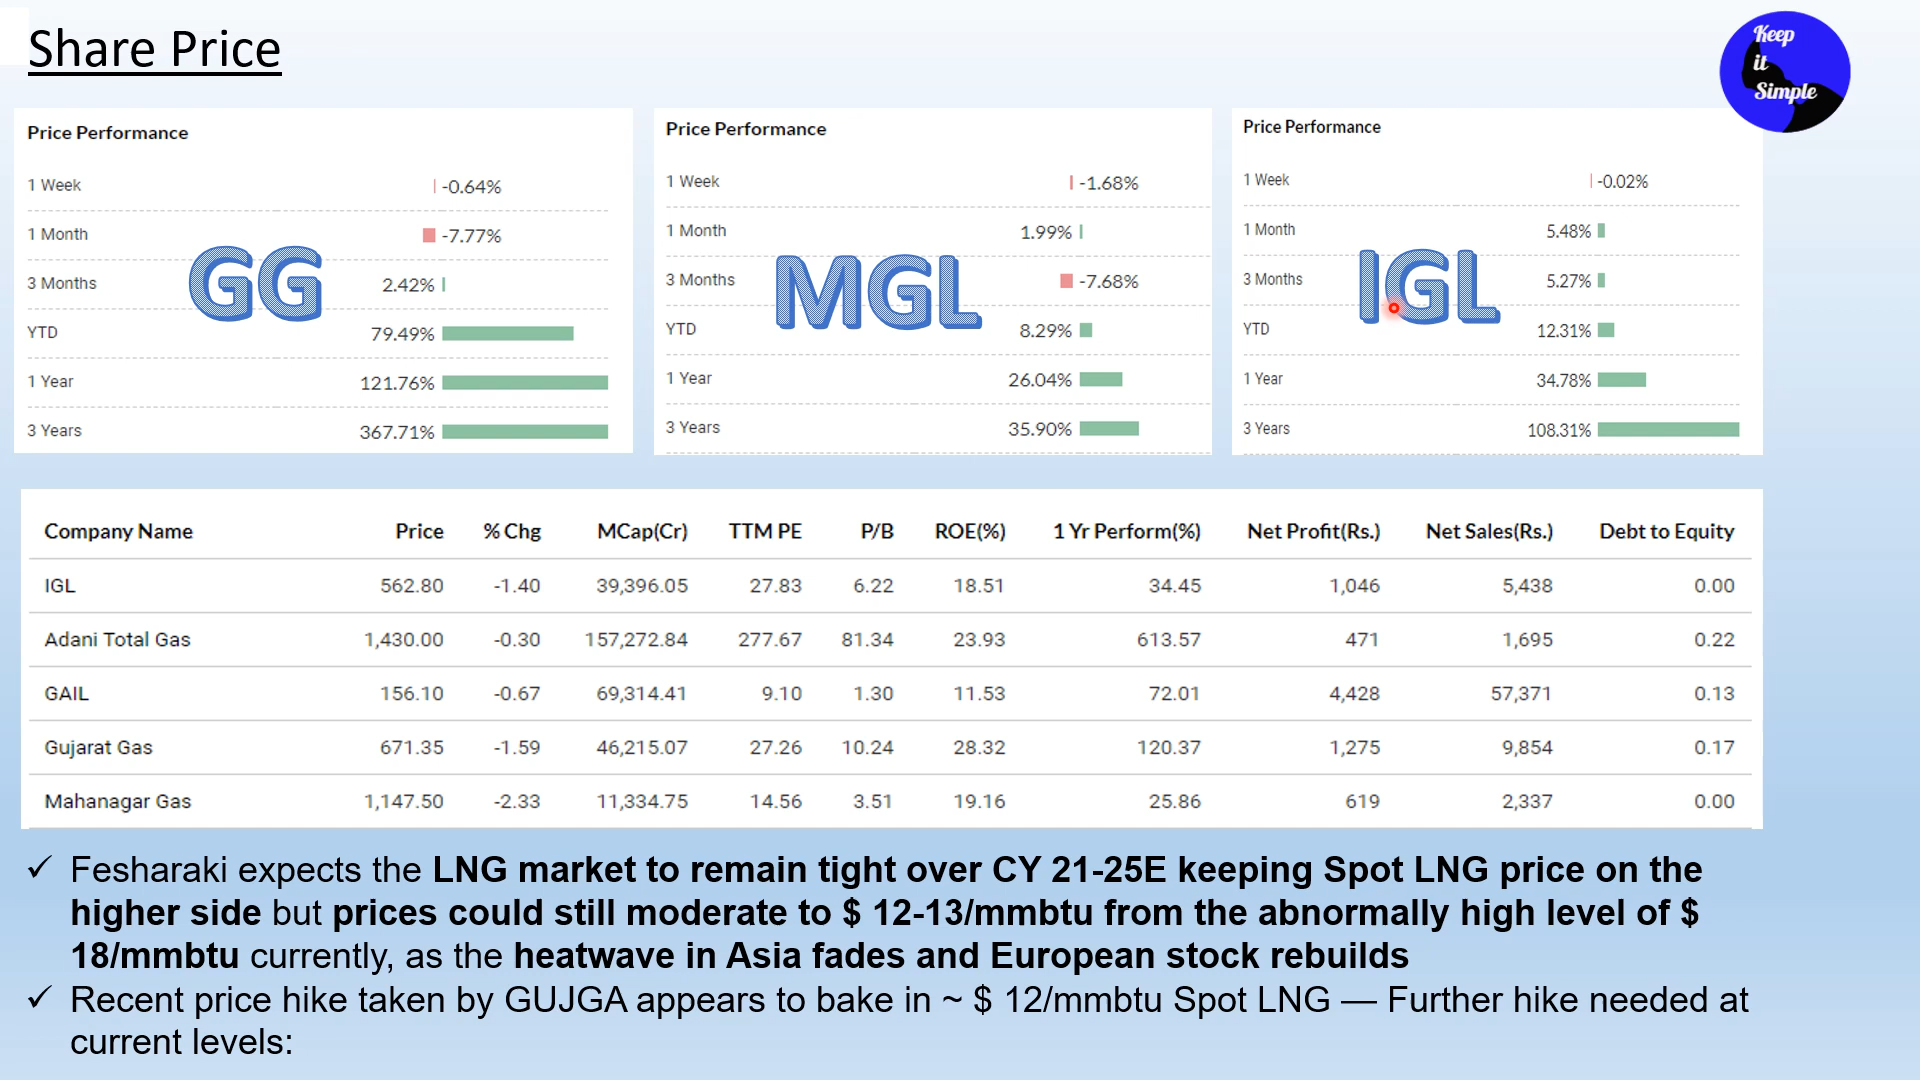 Share Price
Keep
it
Simple
Price Performance
1 Week -0.64%
1 Month -7.77%
3 Months 2.42%
YTD 79.49%
1 Year 121.76%
3 Years 367.71%
GG
Price Performance
1 Week -1.68%
1 Month 1.99%
3 Months -7.68%
YTD 8.29%
1 Year 26.04%
3 Years 35.90%
MGL
Price Performance
1 Week -0.02%
1 Month 5.48%
3 Months 5.27%
YTD 12.31%
1 Year 34.78%
3 Years 108.31%
IGL
Company Name Price % Chg MCap(Cr) TTM PE P/B ROE(%) 1 Yr Perform(%) Net Profit(Rs.) Net Sales(Rs.) Debt to Equity
IGL 562.80 -1.40 39,396.05 27.83 6.22 18.51 34.45 1,046 5,438 0.00
Adani Total Gas 1,430.00 -0.30 157,272.84 277.67 81.34 23.93 613.57 471 1,695 0.22
GAIL 156.10 -0.67 69,314.41 9.10 1.30 11.53 72.01 4,428 57,371 0.13
Gujarat Gas 671.35 -1.59 46,215.07 27.26 10.24 28.32 120.37 1,275 9,854 0.17
Mahanagar Gas 1,147.50 -2.33 11,334.75 14.56 3.51 19.16 25.86 619 2,337 0.00
✓ Fesharaki expects the LNG market to remain tight over CY 21-25E keeping Spot LNG price on the
higher side but prices could still moderate to $ 12-13/mmbtu from the abnormally high level of $
18/mmbtu currently, as the heatwave in Asia fades and European stock rebuilds
✓ Recent price hike taken by GUJGA appears to bake in ~ $ 12/mmbtu Spot LNG — Further hike needed at
current levels: